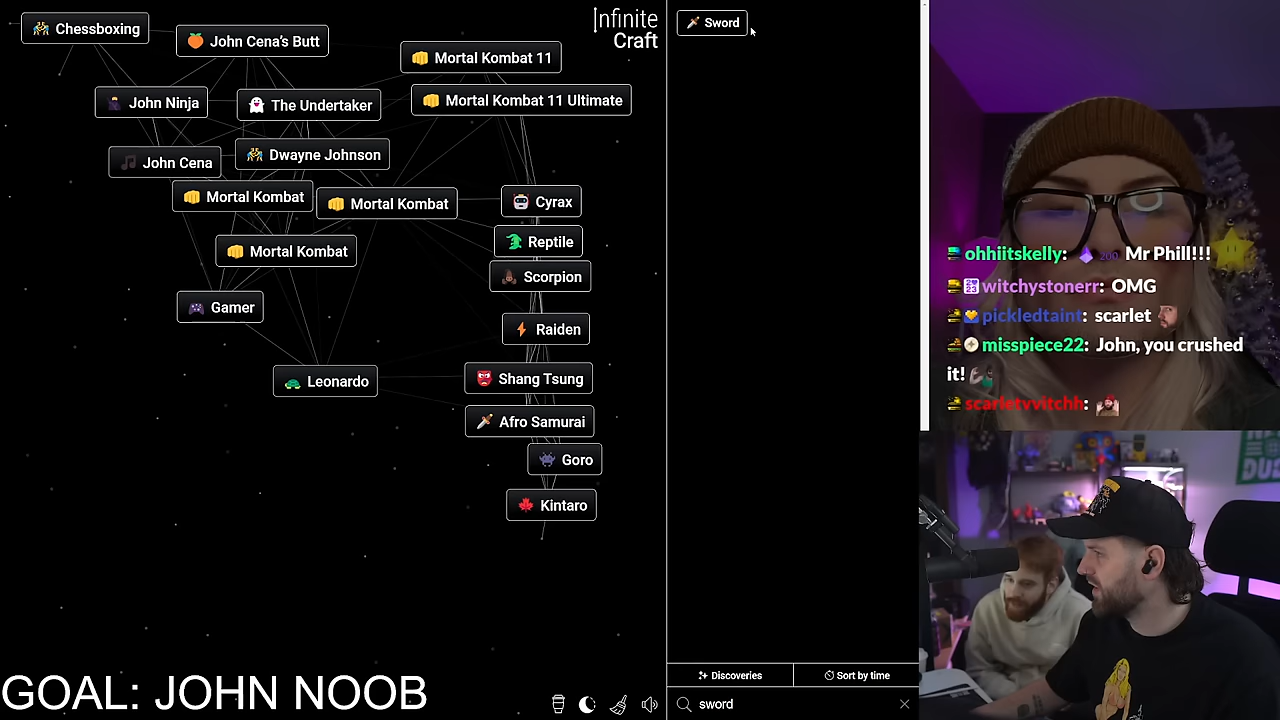 Chessboxing
John Cena's Butt
Infinite
Craft
Mortal Kombat 11
John Ninja
The Undertaker
Mortal Kombat 11 Ultimate
John Cena
Dwayne Johnson
Mortal Kombat
Mortal Kombat
Cyrax
Reptile
Mortal Kombat
Scorpion
Gamer
Raiden
Leonardo
Shang Tsung
Afro Samurai
Goro
Kintaro
GOAL: JOHN NOOB
Sword
Discoveries
Sort by time
sword
ohhiitskelly: 200 Mr Phill!!!
witchystonerr: OMG
pickledtaint: scarlet
misspiece22: John, you crushed
it!
scarletvvitchh: